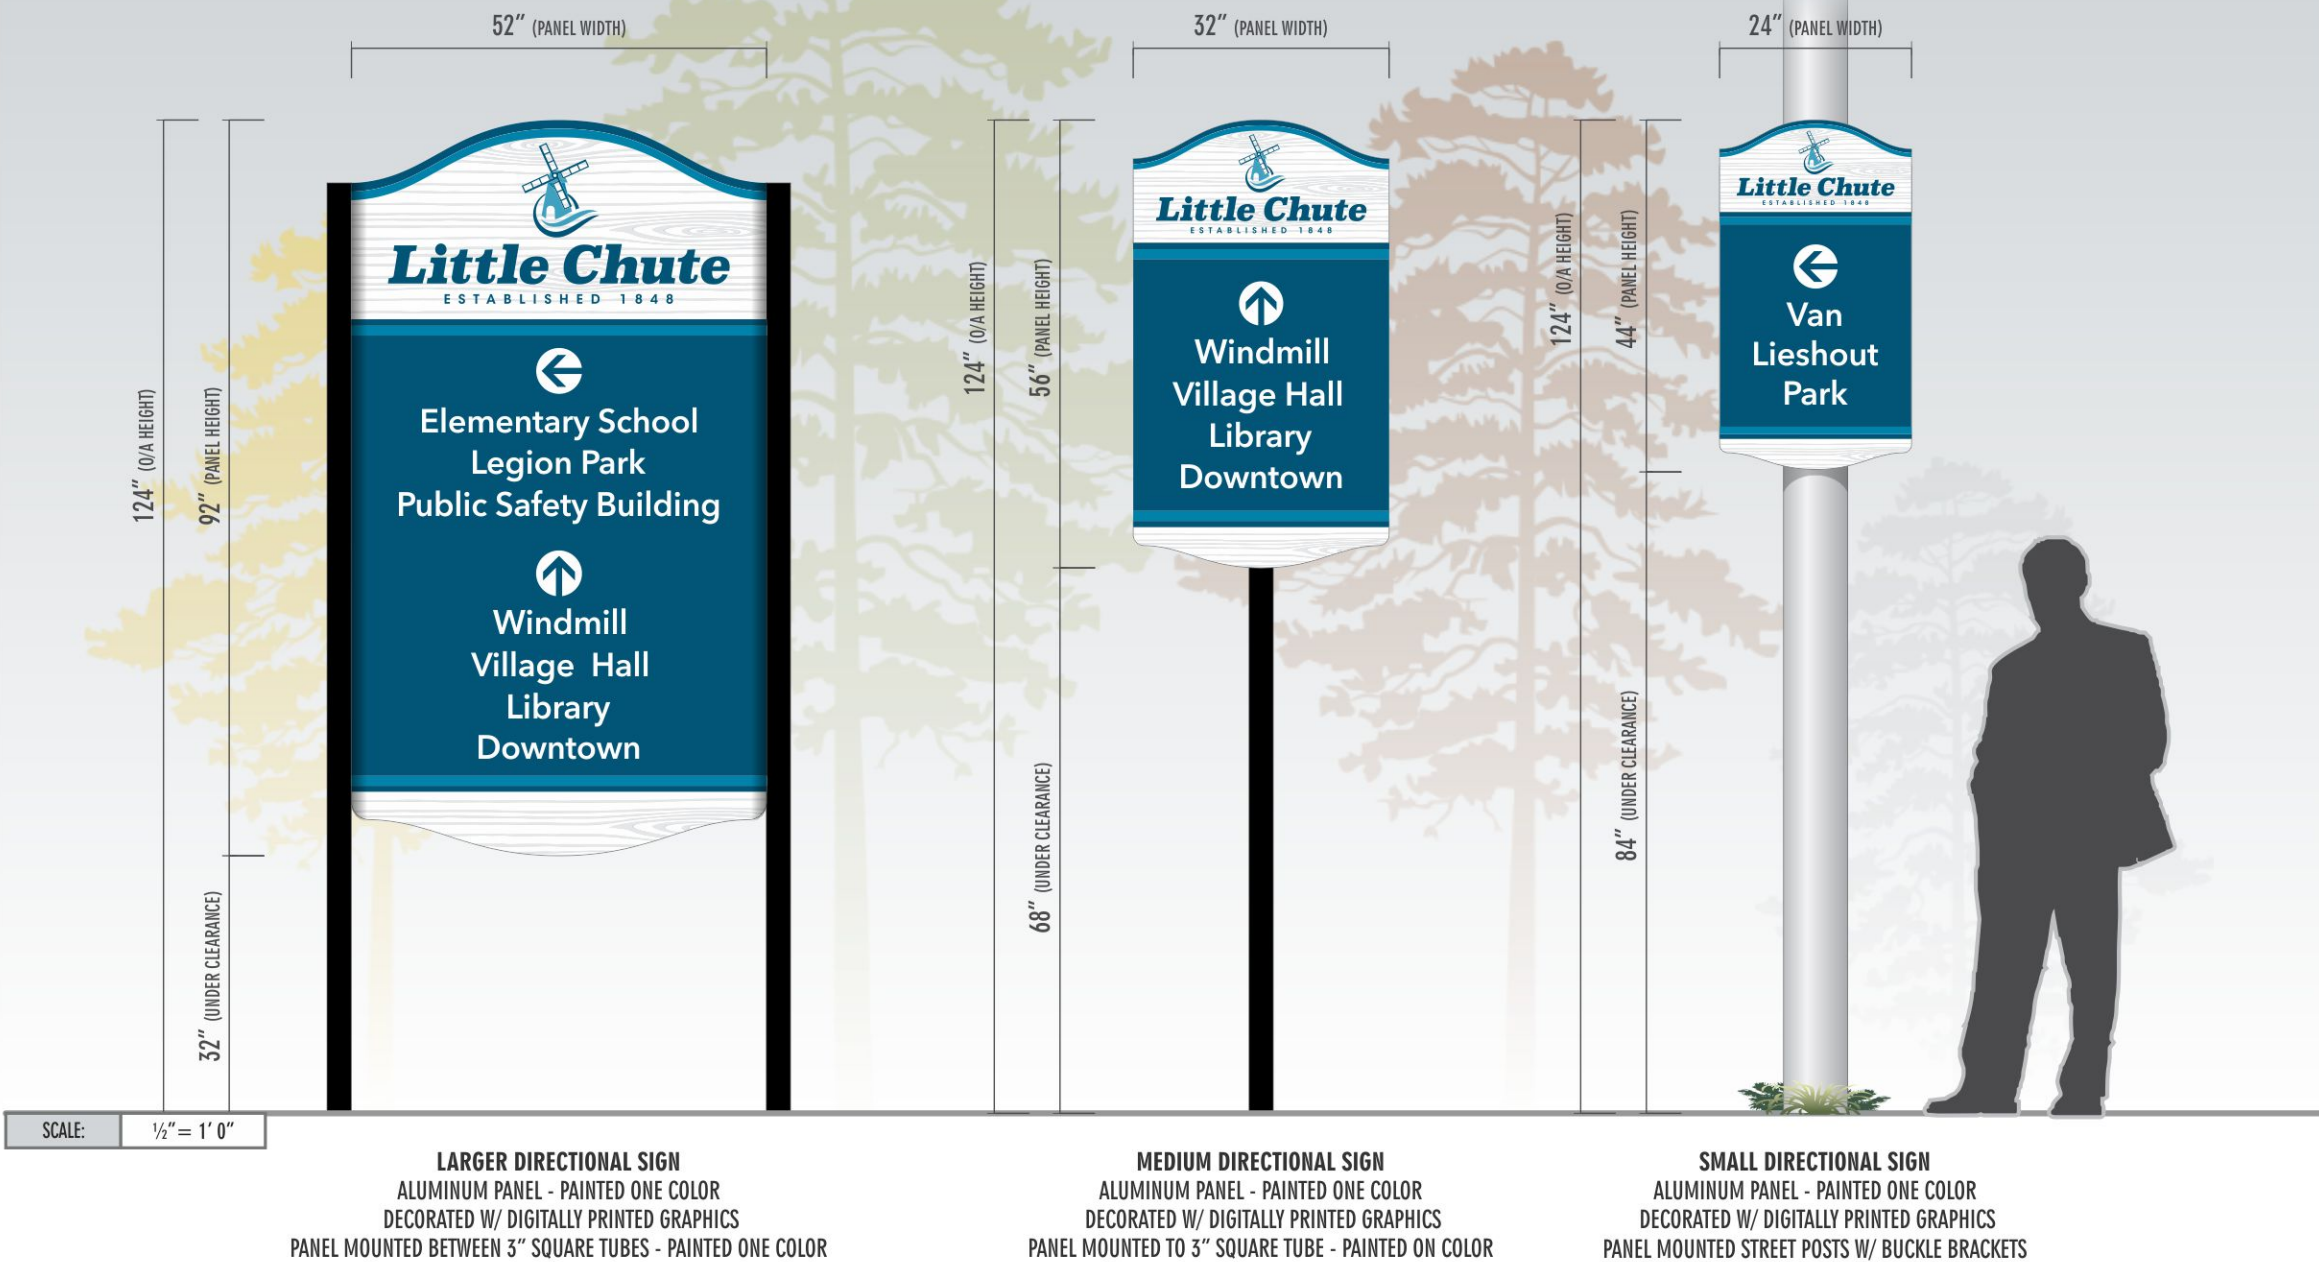 52" (PANEL WIDTH)
124" (O/A HEIGHT)
92" (PANEL HEIGHT)
32" (UNDER CLEARANCE)
Little Chute
ESTABLISHED 1848
Elementary School
Legion Park
Public Safety Building
Windmill
Village Hall
Library
Downtown
32" (PANEL WIDTH)
124" (O/A HEIGHT)
56" (PANEL HEIGHT)
68" (UNDER CLEARANCE)
Little Chute
ESTABLISHED 1848
Windmill
Village Hall
Library
Downtown
24" (PANEL WIDTH)
124" (O/A HEIGHT)
44" (PANEL HEIGHT)
84" (UNDER CLEARANCE)
Little Chute
ESTABLISHED 1848
Van
Lieshout
Park
SCALE: ½"= 1' 0"
LARGER DIRECTIONAL SIGN
ALUMINUM PANEL - PAINTED ONE COLOR
DECORATED W/ DIGITALLY PRINTED GRAPHICS
PANEL MOUNTED BETWEEN 3" SQUARE TUBES - PAINTED ONE COLOR
MEDIUM DIRECTIONAL SIGN
ALUMINUM PANEL - PAINTED ONE COLOR
DECORATED W/ DIGITALLY PRINTED GRAPHICS
PANEL MOUNTED TO 3" SQUARE TUBE - PAINTED ON COLOR
SMALL DIRECTIONAL SIGN
ALUMINUM PANEL - PAINTED ONE COLOR
DECORATED W/ DIGITALLY PRINTED GRAPHICS
PANEL MOUNTED STREET POSTS W/ BUCKLE BRACKETS